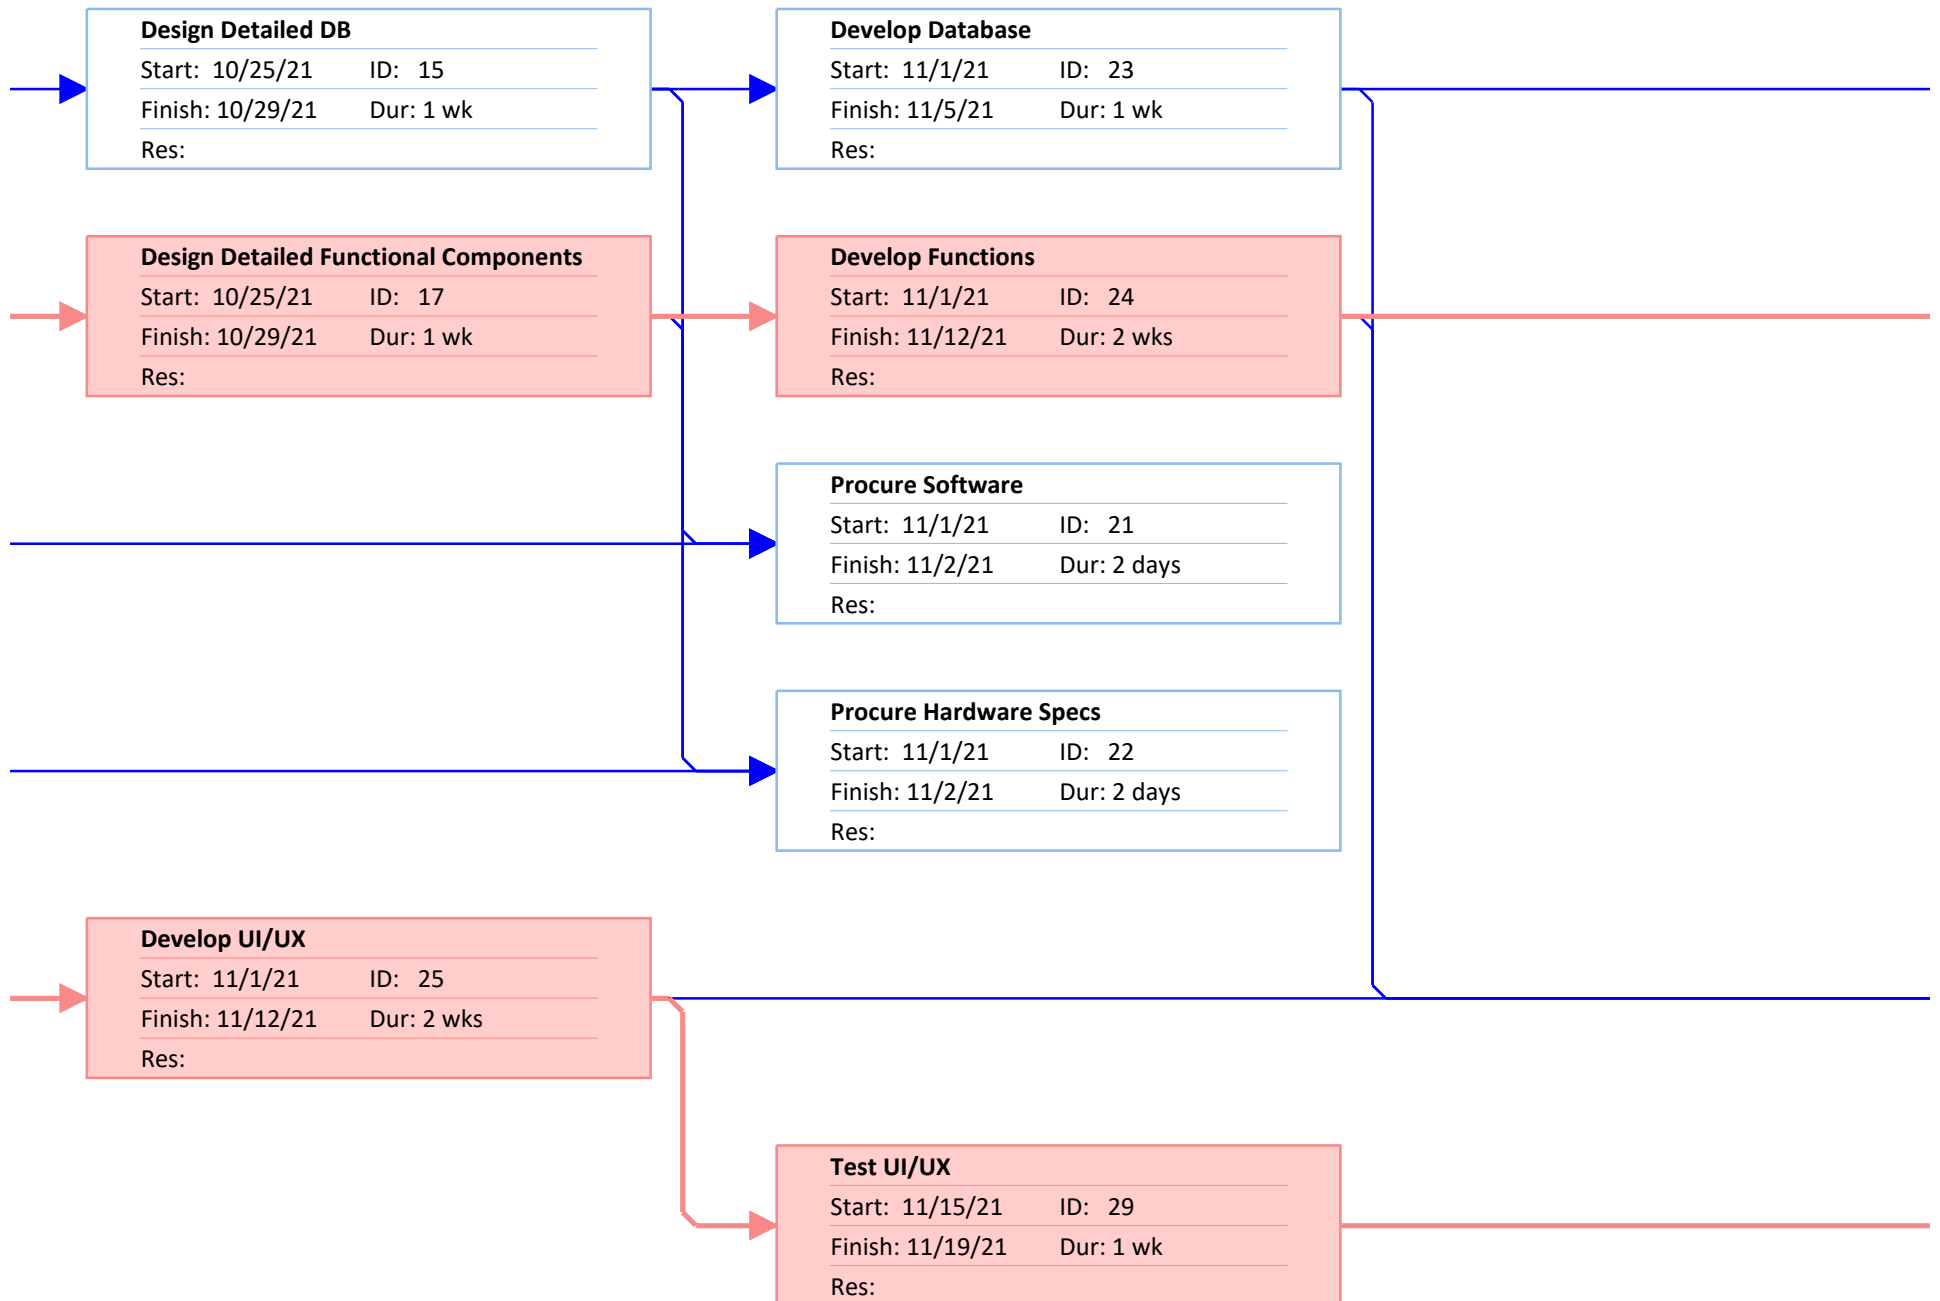 Design Detailed DB
Start: 10/25/21 ID: 15
Finish: 10/29/21 Dur: 1 wk
Res:
Develop Database
Start: 11/1/21 ID: 23
Finish: 11/5/21 Dur: 1 wk
Res:
Design Detailed Functional Components
Start: 10/25/21 ID: 17
Finish: 10/29/21 Dur: 1 wk
Res:
Develop Functions
Start: 11/1/21 ID: 24
Finish: 11/12/21 Dur: 2 wks
Res:
Procure Software
Start: 11/1/21 ID: 21
Finish: 11/2/21 Dur: 2 days
Res:
Procure Hardware Specs
Start: 11/1/21 ID: 22
Finish: 11/2/21 Dur: 2 days
Res:
Develop UI/UX
Start: 11/1/21 ID: 25
Finish: 11/12/21 Dur: 2 wks
Res:
Test UI/UX
Start: 11/15/21 ID: 29
Finish: 11/19/21 Dur: 1 wk
Res: